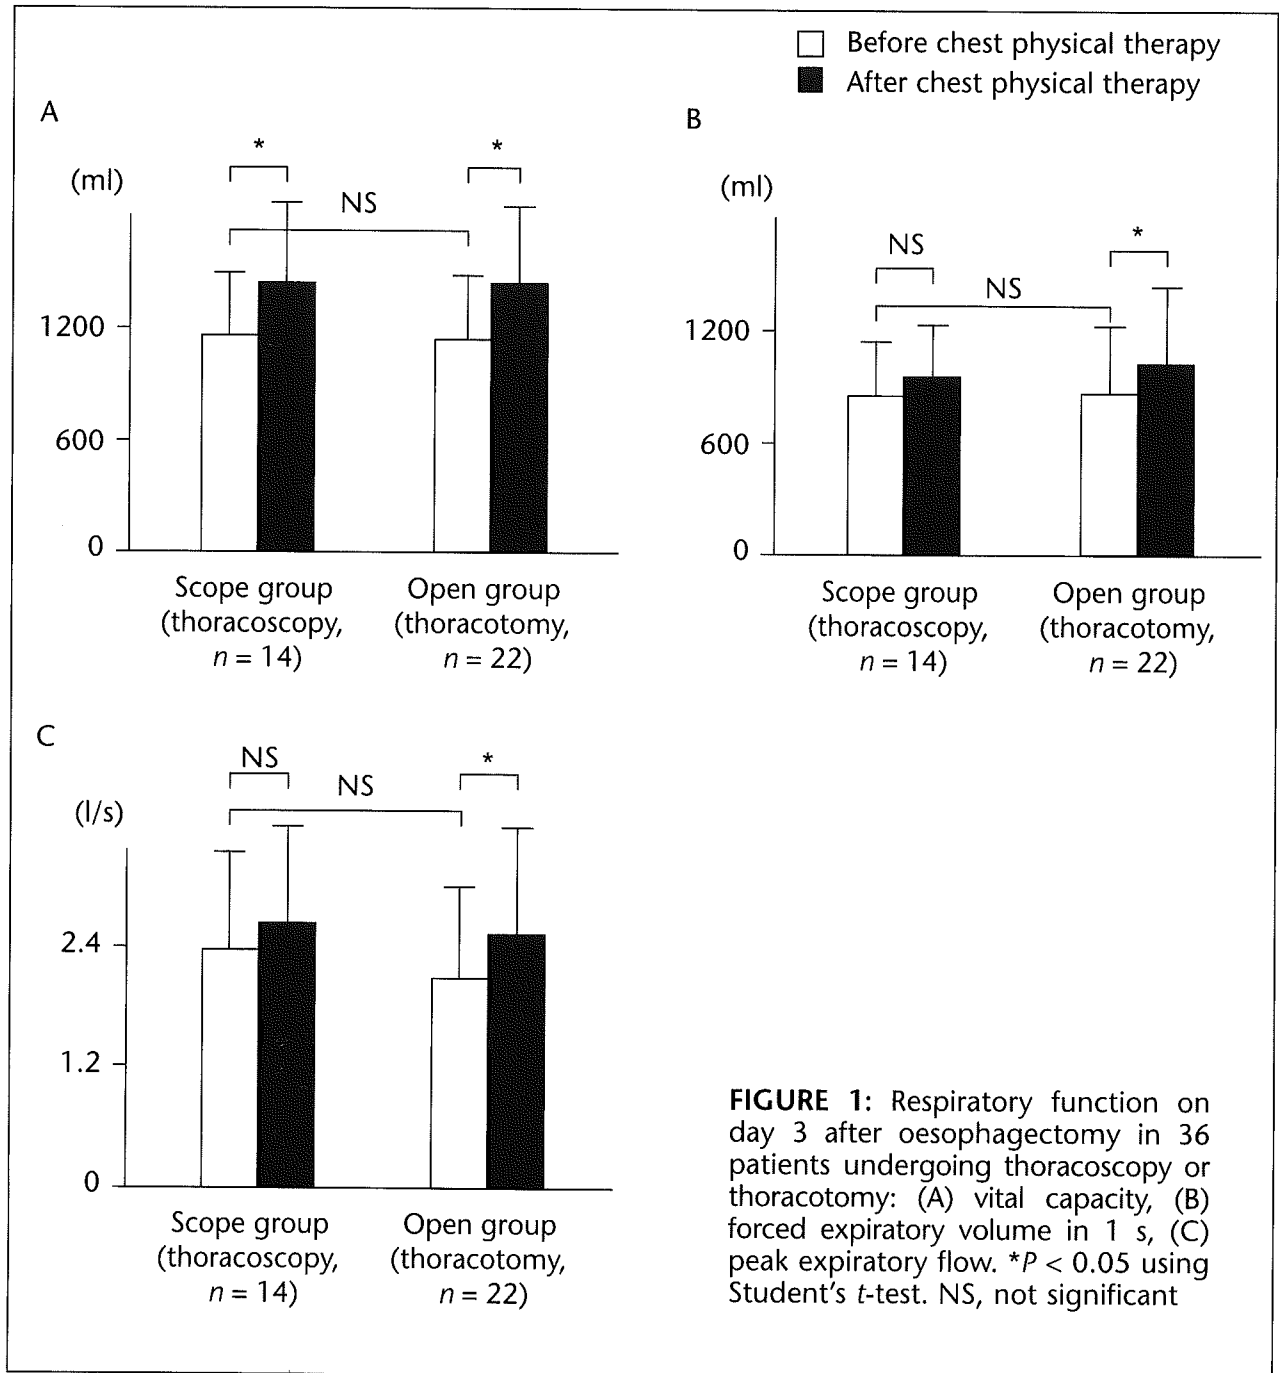 Before chest physical therapy
After chest physical therapy
A
(ml)
*
*
NS
1200
600
0
Scope group
(thoracoscopy,
n = 14)
Open group
(thoracotomy,
n = 22)
B
(ml)
NS
*
NS
1200
600
0
Scope group
(thoracoscopy,
n = 14)
Open group
(thoracotomy,
n = 22)
C
(l/s)
NS
*
NS
2.4
1.2
0
Scope group
(thoracoscopy,
n = 14)
Open group
(thoracotomy,
n = 22)
FIGURE 1: Respiratory function on
day 3 after oesophagectomy in 36
patients undergoing thoracoscopy or
thoracotomy: (A) vital capacity, (B)
forced expiratory volume in 1 s, (C)
peak expiratory flow. *P < 0.05 using
Student's t-test. NS, not significant